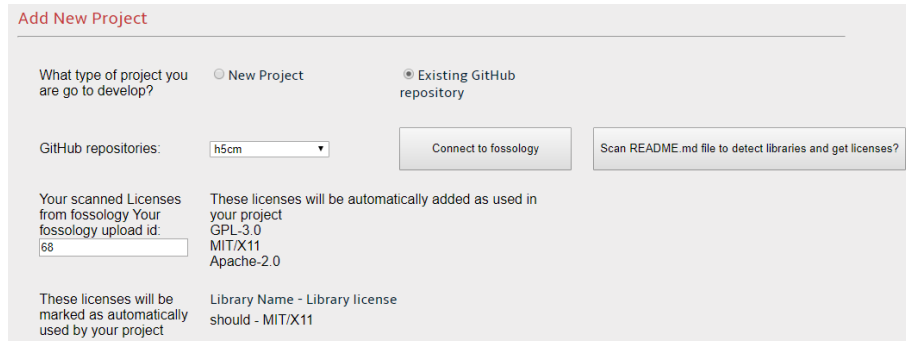 Add New Project
What type of project you
are go to develop?
New Project
Existing GitHub
repository
GitHub repositories:
h5cm
Connect to fossology
Scan README.md file to detect libraries and get licenses?
Your scanned Licenses
from fossology Your
fossology upload id:
68
These licenses will be automatically added as used in
your project
GPL-3.0
MIT/X11
Apache-2.0
These licenses will be
marked as automatically
used by your project
Library Name - Library license
should - MIT/X11